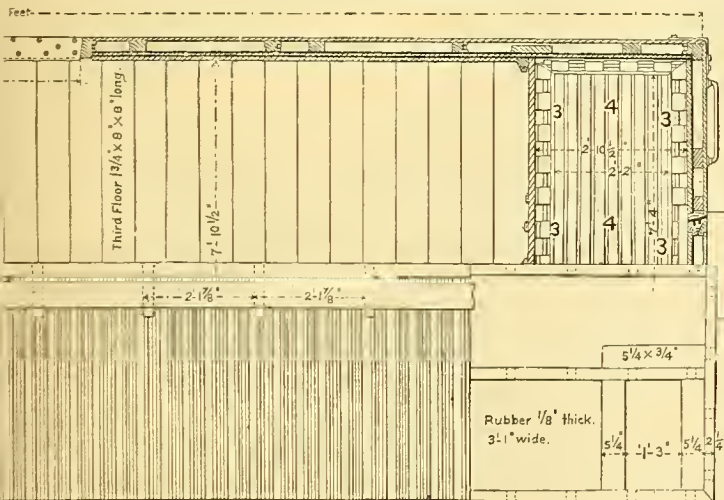 Feet
Third Floor 1 3/4" X 8" X 8" long.
7'-10 1/2"
3
4
3
2' 10 1/2"
2'-2"
7'-4"
3
4
3
2'-1 7/8"
2'-1 7/8"
5 1/4 X 3/4"
Rubber 1/8" thick.
3'-1" wide.
5 1/4"
1'-3"
5 1/4
2 1/4